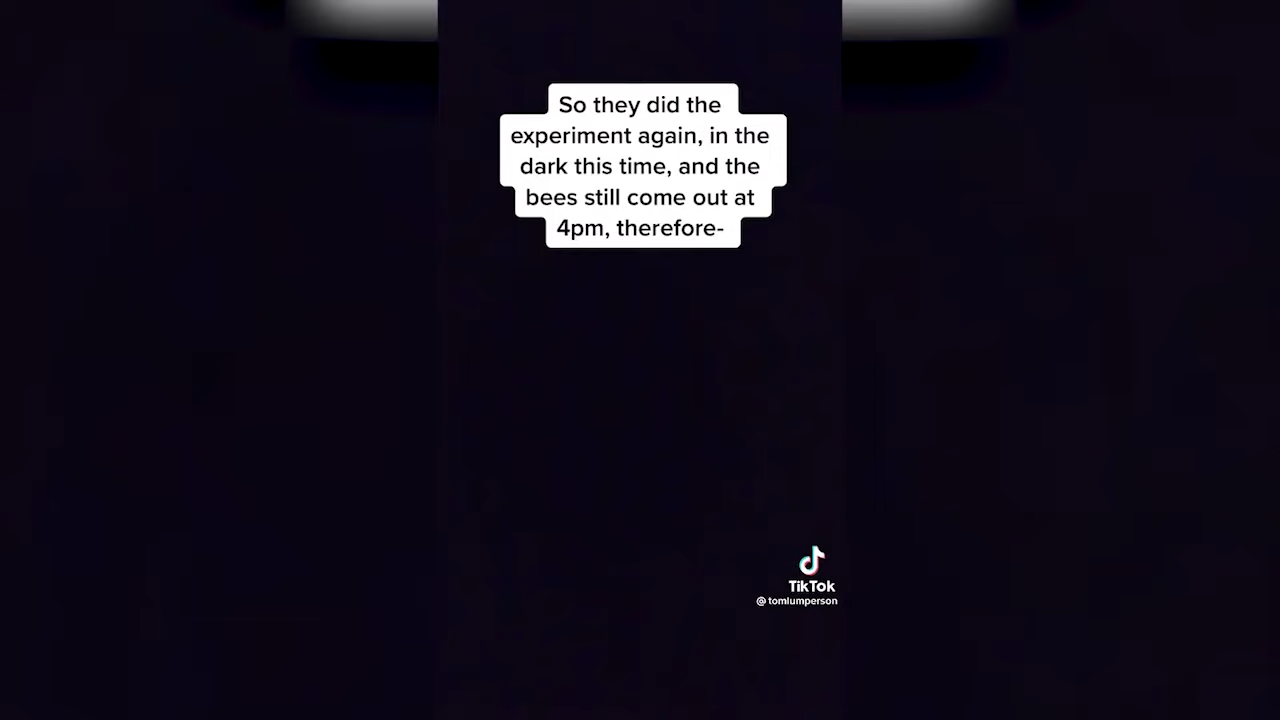 So they did the
experiment again, in the
dark this time, and the
bees still come out at
4pm, therefore-
TikTok
@ tomlumperson